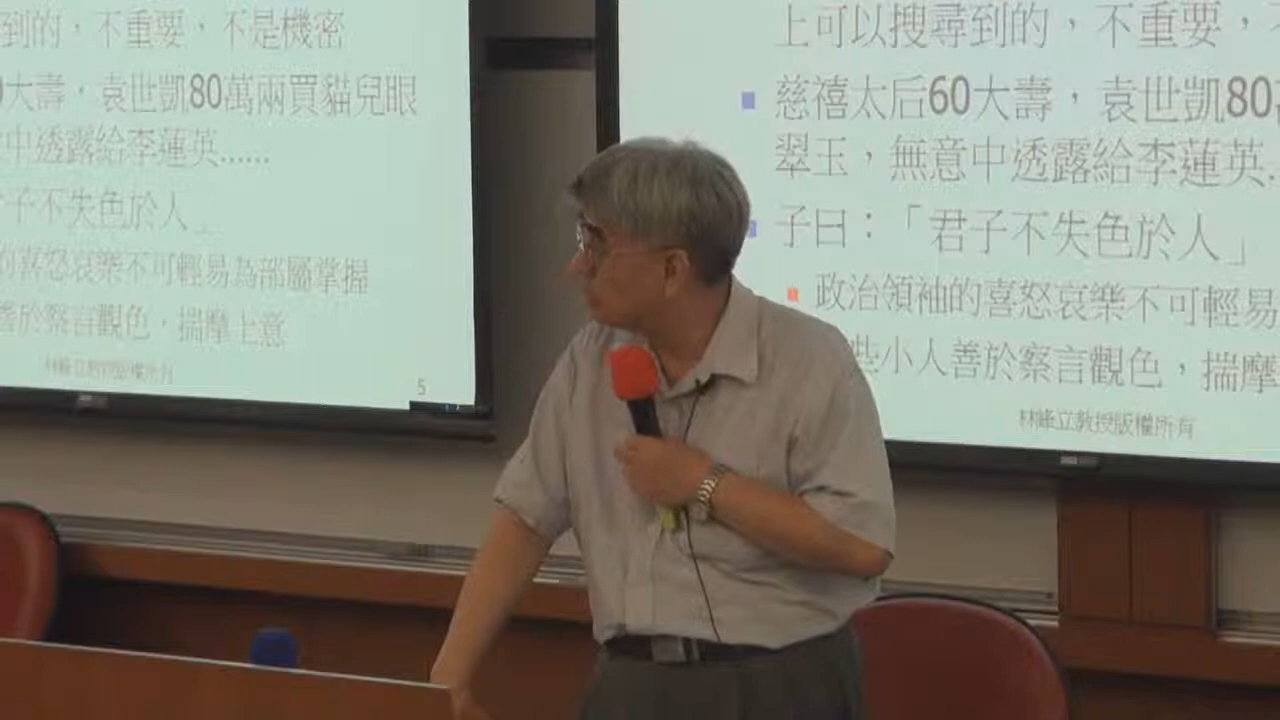 到的，不重要，不是機密
大壽，袁世凱80萬兩買貓兒眼
中透露給李蓮英……
子不失色於人」
的喜怒哀樂不可輕易為部屬掌握
善於察言觀色，揣摩上意
林峰立教授版權所有
5
上可以搜尋到的，不重要，
慈禧太后60大壽，袁世凱80
翠玉，無意中透露給李蓮英
子曰：「君子不失色於人」
政治領袖的喜怒哀樂不可輕易
些小人善於察言觀色，揣摩
林峰立教授版權所有